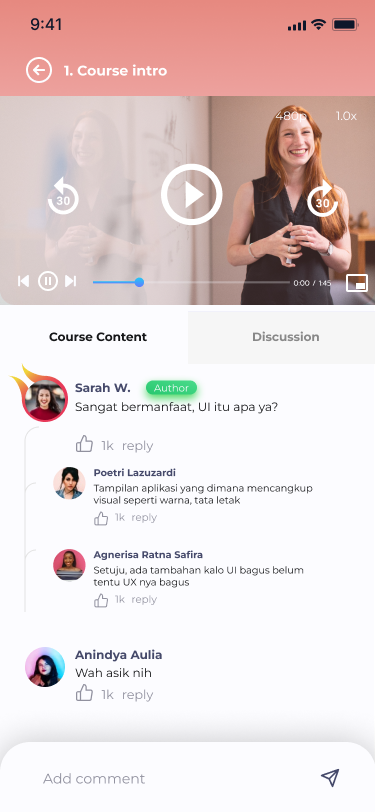 9:41
1. Course intro
480p 1.0x
30
30
0:00 / 1:45
Course Content
Discussion
Sarah W. Author
Sangat bermanfaat, UI itu apa ya?
1k reply
Poetri Lazuzardi
Tampilan aplikasi yang dimana mencangkup
visual seperti warna, tata letak
1k reply
Agnerisa Ratna Safira
Setuju, ada tambahan kalo UI bagus belum
tentu UX nya bagus
1k reply
Anindya Aulia
Wah asik nih
1k reply
Add comment